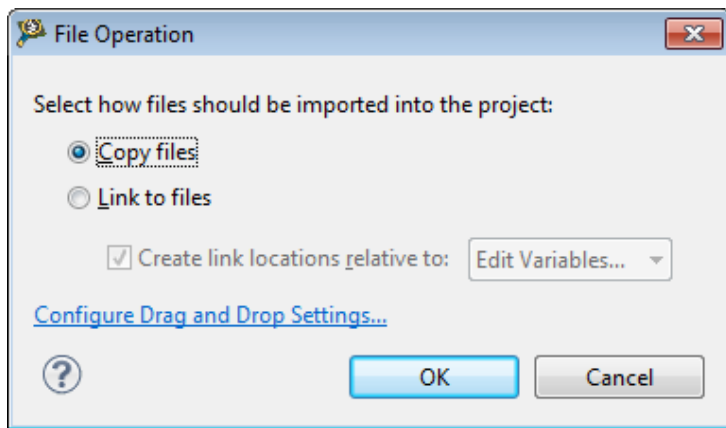 File Operation
Select how files should be imported into the project:
Copy files
Link to files
Create link locations relative to: Edit Variables...
Configure Drag and Drop Settings...
? OK Cancel